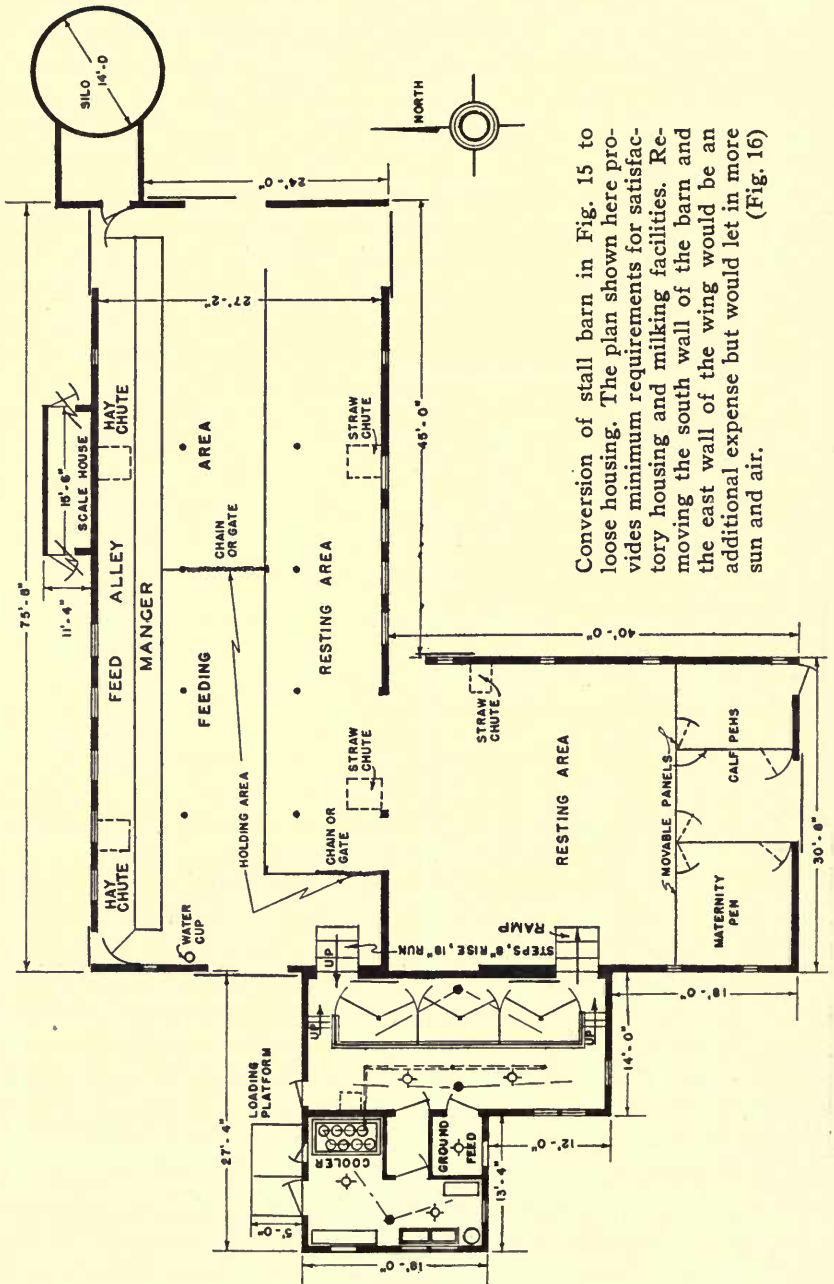 75'-8"
SILO
14'-D
15'-6"
SCALE HOUSE
11'-4"
HAY
CHUTE
HAY CHUTE
FEED ALLEY
MANGER
24'-0"
27'-2"
WATER
CUP
FEEDING AREA
CHAIN
OR GATE
HOLDING AREA
STRAW
CHUTE
STRAW
CHUTE
RESTING AREA
CHAIN OR
GATE
NORTH
45'-0"
27'-4"
LOADING
PLATFORM
5'-0"
UP
UP
STEPS, 8" RISE, 18" RUN
RAMP
COOLER
GROUND
FEED
UP
18'-0"
13'-4"
12'-0"
14'-0"
18'-0"
STRAW
CHUTE
RESTING AREA
40'-0"
MOVABLE PANELS
MATERNITY
PEN
CALF PENS
30'-8"
Conversion of stall barn in Fig. 15 to
loose housing. The plan shown here pro-
vides minimum requirements for satisfac-
tory housing and milking facilities. Re-
moving the south wall of the barn and
the east wall of the wing would be an
additional expense but would let in more
sun and air. (Fig. 16)